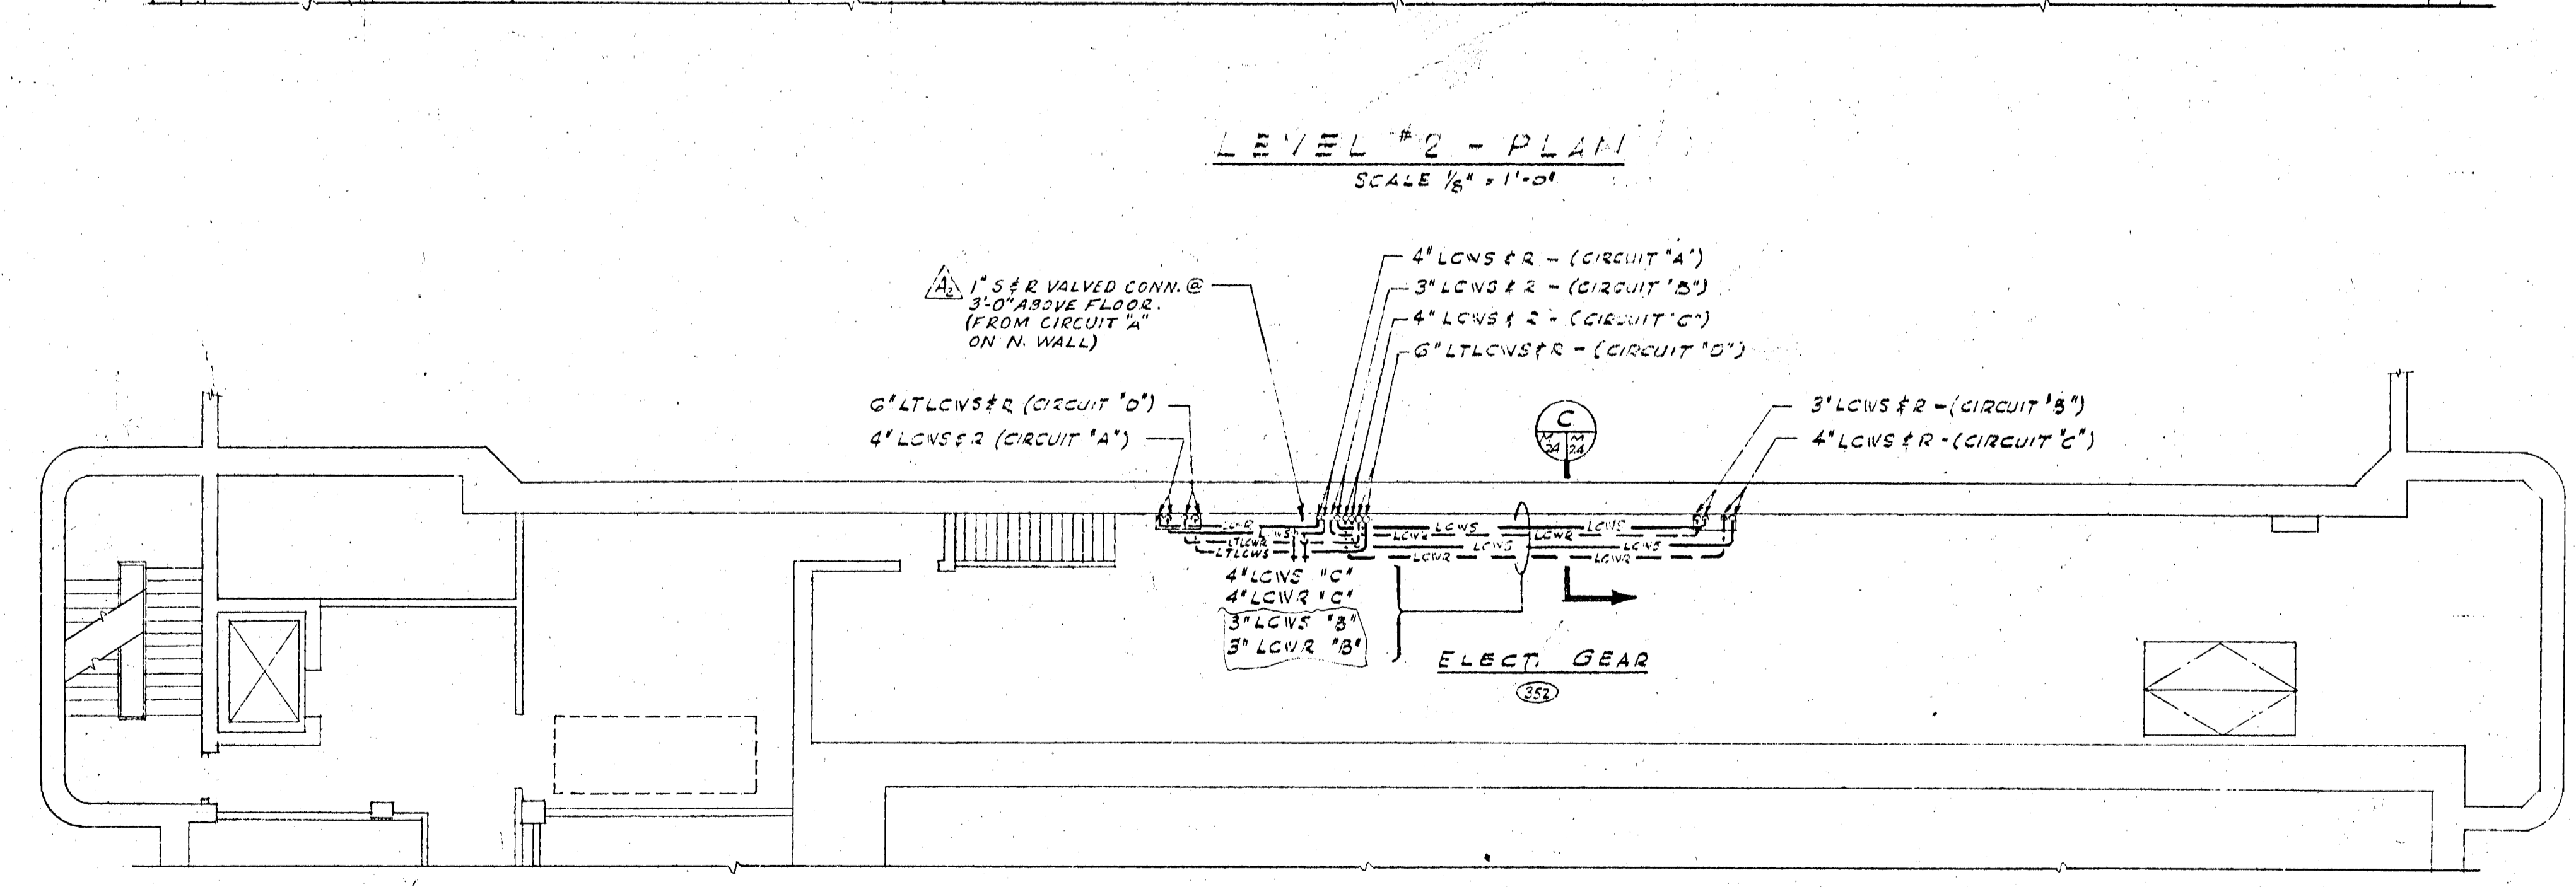 LEVEL #2 - PLAN
SCALE 1/8" = 1'-0"
4" LCWS & R - (CIRCUIT "A")
3" LCWS & R - (CIRCUIT "B")
4" LCWS & R - (CIRCUIT "C")
6" LTLCWS & R - (CIRCUIT "D")
A2
1" S & R VALVED CONN. @
3'-0" ABOVE FLOOR.
(FROM CIRCUIT "A"
ON N. WALL)
6" LTLCWS & R (CIRCUIT "D")
4" LCWS & R (CIRCUIT "A")
C
M M
24 24
3" LCWS & R - (CIRCUIT "B")
4" LCWS & R - (CIRCUIT "C")
LCWR
LCWS
LTLCWR
LTLCWS
LCWS LCWS
LCWR LCWR
LCWS LCWS
LCWR LCWR
4" LCWS "C"
4" LCWR "C"
3" LCWS "B"
3" LCWR "B"
ELECT. GEAR
352